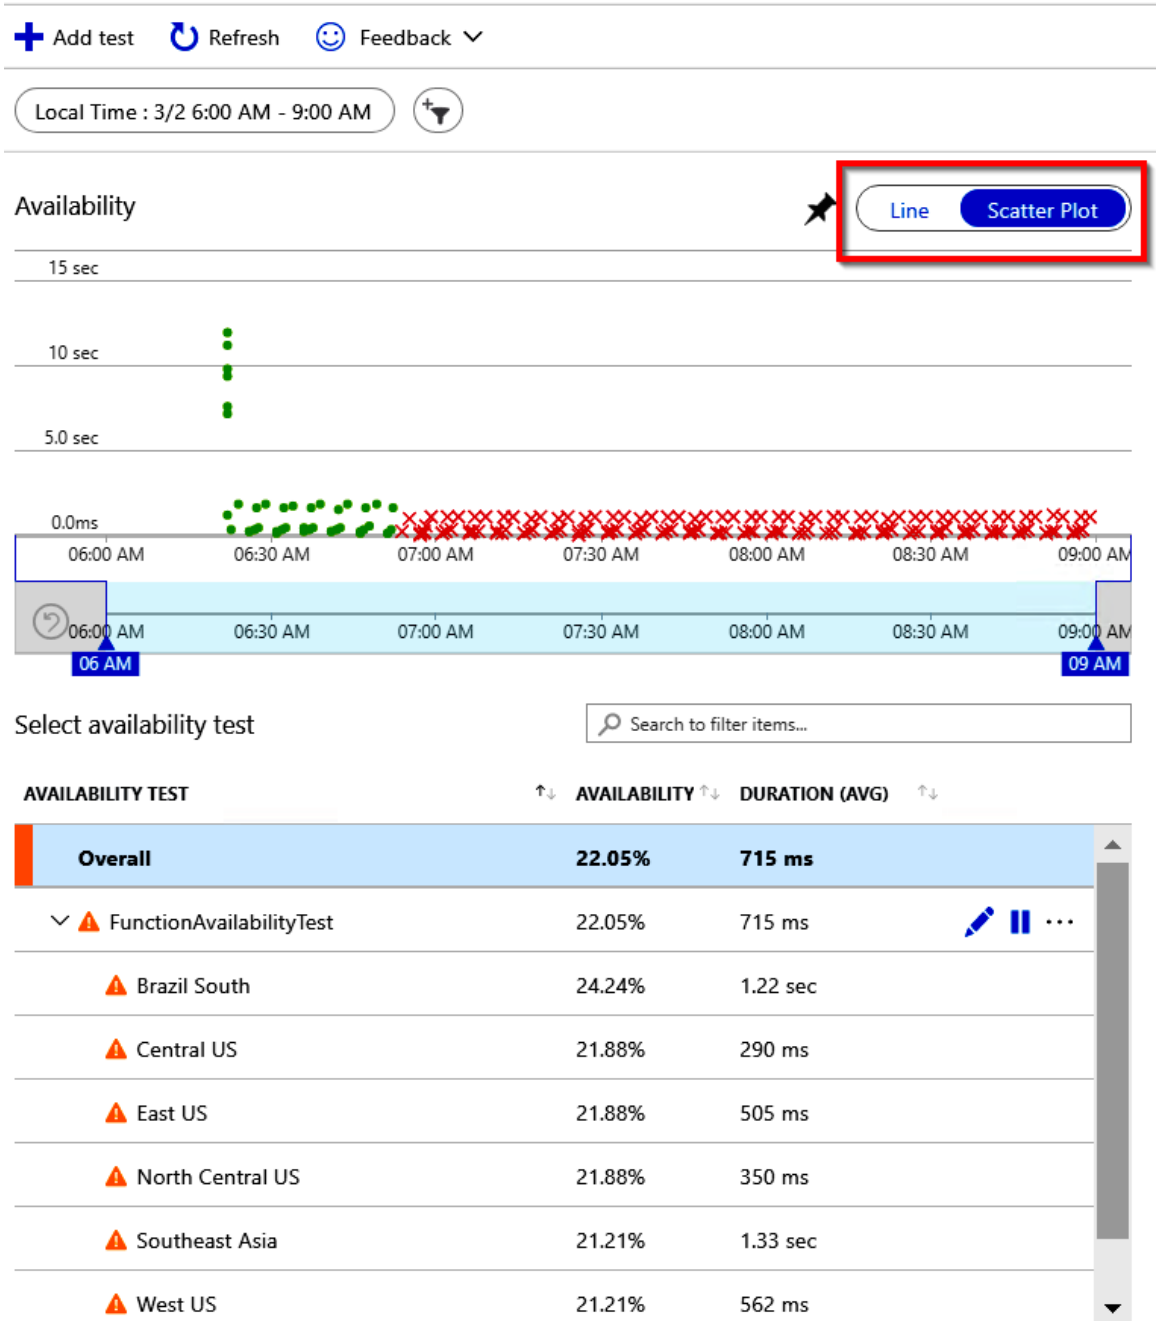 Add test Refresh Feedback
Local Time : 3/2 6:00 AM - 9:00 AM
Availability Line Scatter Plot
15 sec
10 sec
5.0 sec
0.0ms
06:00 AM 06:30 AM 07:00 AM 07:30 AM 08:00 AM 08:30 AM 09:00 AM
06:00 AM 06:30 AM 07:00 AM 07:30 AM 08:00 AM 08:30 AM 09:00 AM
06 AM 09 AM
Select availability test Search to filter items...
AVAILABILITY TEST AVAILABILITY DURATION (AVG)
Overall 22.05% 715 ms
FunctionAvailabilityTest 22.05% 715 ms
Brazil South 24.24% 1.22 sec
Central US 21.88% 290 ms
East US 21.88% 505 ms
North Central US 21.88% 350 ms
Southeast Asia 21.21% 1.33 sec
West US 21.21% 562 ms